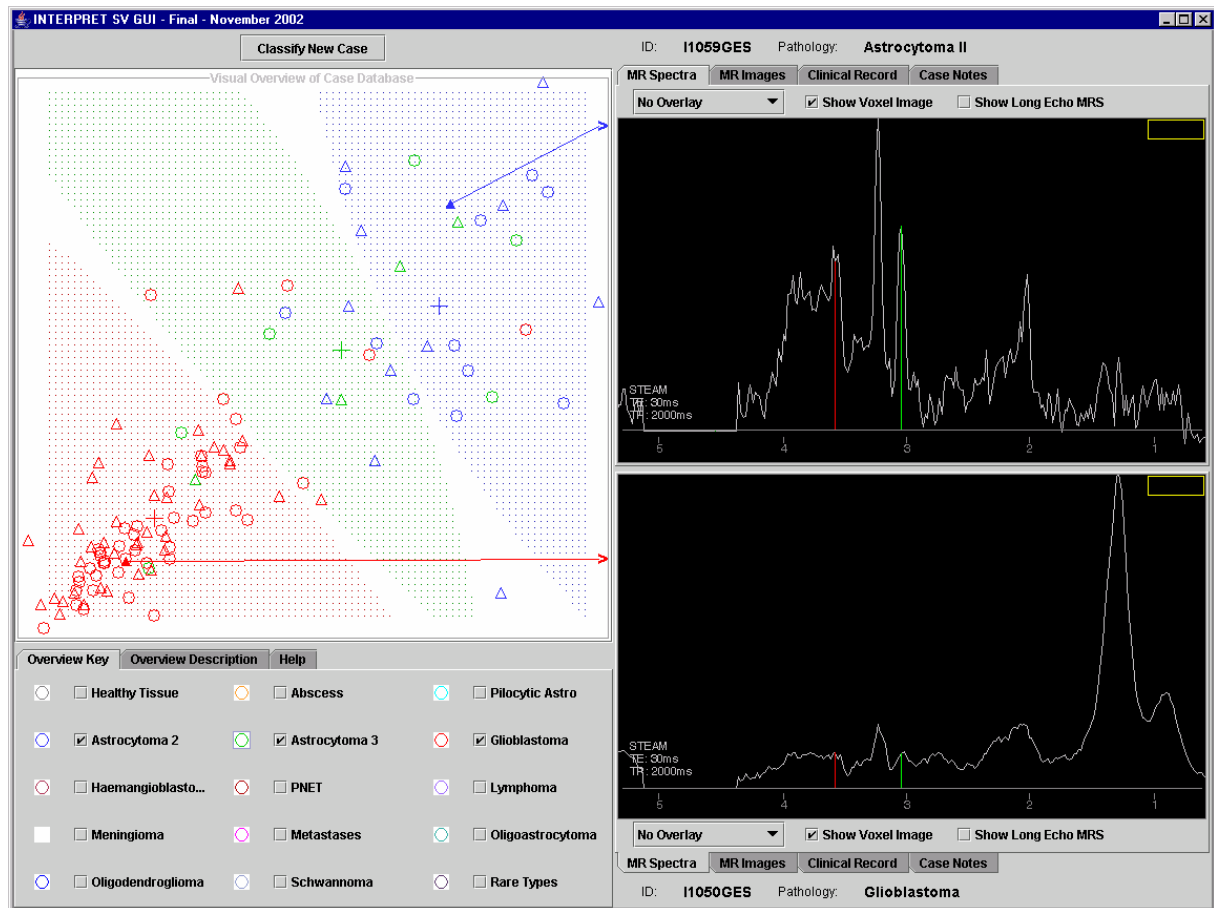 INTERPRET SV GUI - Final - November 2002
Classify New Case
Visual Overview of Case Database
Overview Key Overview Description Help
Healthy Tissue Abscess Pilocytic Astro
Astrocytoma 2 Astrocytoma 3 Glioblastoma
Haemangioblasto... PNET Lymphoma
Meningioma Metastases Oligoastrocytoma
Oligodendroglioma Schwannoma Rare Types
ID: I1059GES Pathology: Astrocytoma II
MR Spectra MR Images Clinical Record Case Notes
No Overlay Show Voxel Image Show Long Echo MRS
STEAM
TE: 30ms
TR: 2000ms
5 4 3 2 1
STEAM
TE: 30ms
TR: 2000ms
5 4 3 2 1
No Overlay Show Voxel Image Show Long Echo MRS
MR Spectra MR Images Clinical Record Case Notes
ID: I1050GES Pathology: Glioblastoma